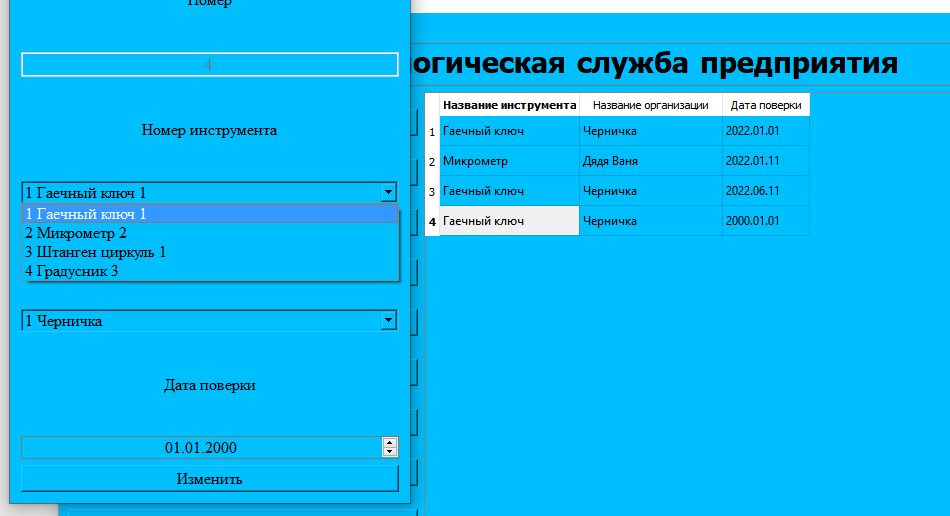 Номер
4
Номер инструмента
1 Гаечный ключ 1
1 Гаечный ключ 1
2 Микрометр 2
3 Штанген циркуль 1
4 Градусник 3
1 Черничка
Дата поверки
01.01.2000
Изменить
служба предприятия
Название инструмента Название организации Дата поверки
1 Гаечный ключ Черничка 2022.01.01
2 Микрометр Дядя Ваня 2022.01.11
3 Гаечный ключ Черничка 2022.06.11
4 Гаечный ключ Черничка 2000.01.01